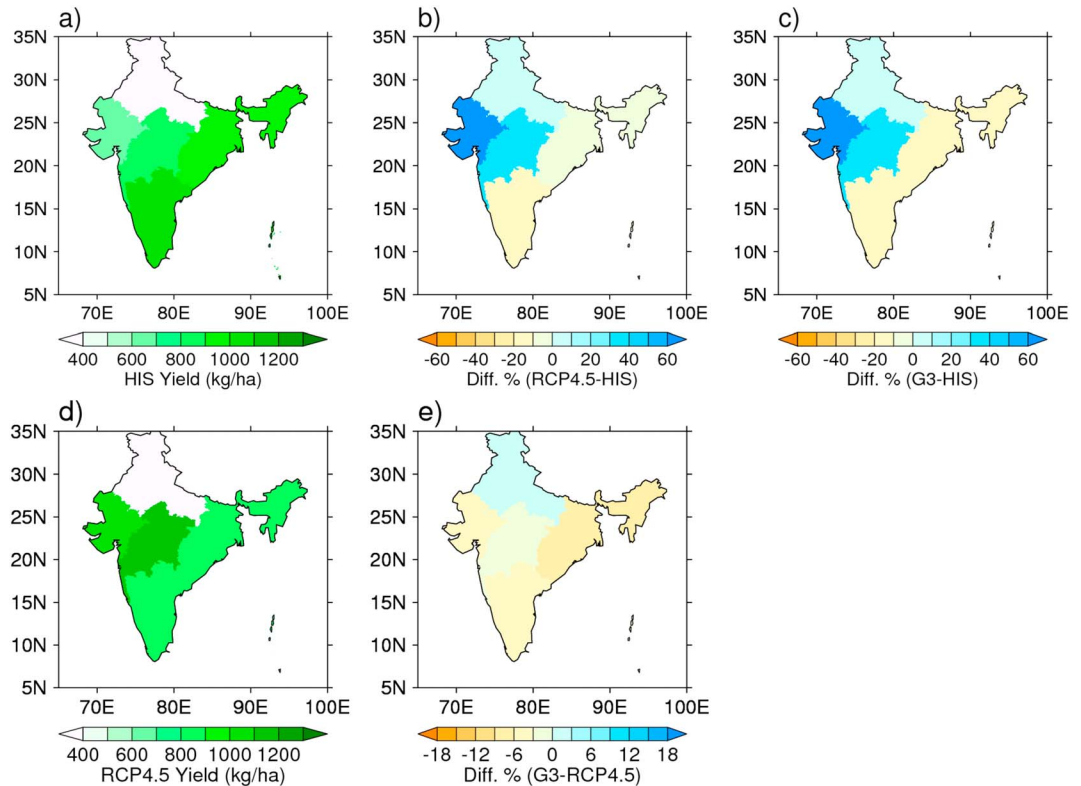 a) b) c)
35N 35N 35N
30N 30N 30N
25N 25N 25N
20N 20N 20N
15N 15N 15N
10N 10N 10N
5N 5N 5N
70E 80E 90E 100E 70E 80E 90E 100E 70E 80E 90E 100E
400 600 800 1000 1200 -60 -40 -20 0 20 40 60 -60 -40 -20 0 20 40 60
HIS Yield (kg/ha) Diff. % (RCP4.5-HIS) Diff. % (G3-HIS)
d) e)
35N 35N
30N 30N
25N 25N
20N 20N
15N 15N
10N 10N
5N 5N
70E 80E 90E 100E 70E 80E 90E 100E
400 600 800 1000 1200 -18 -12 -6 0 6 12 18
RCP4.5 Yield (kg/ha) Diff. % (G3-RCP4.5)